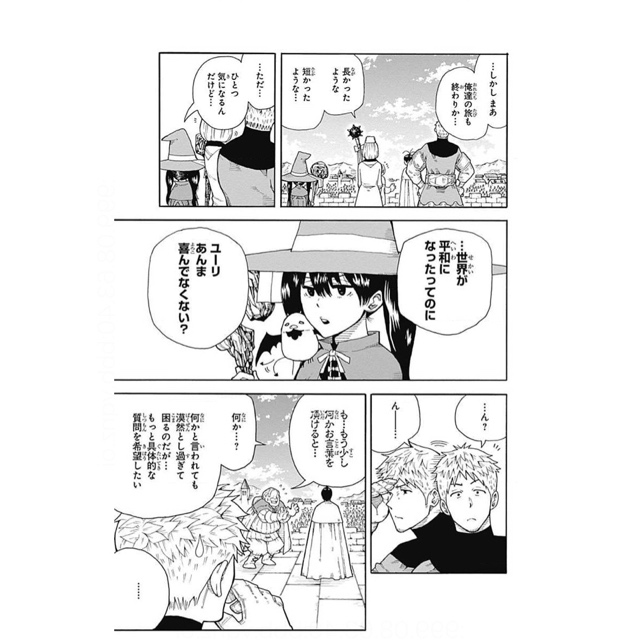 …しかしまあ
俺達の旅も
終わりか…
長かった
ような
短かった
ような…
…ただ…
ひとつ
気になるん
だけど…
…世界が
平和に
なったってのに
ユーリ
あんま
喜んでなくない?
…ん?
んー…
も…もう少し
何かお言葉を
頂けると…
何か…?
何かと言われても
漠然とし過ぎて
困るのだが…
もっと具体的な
質問を希望したい
……